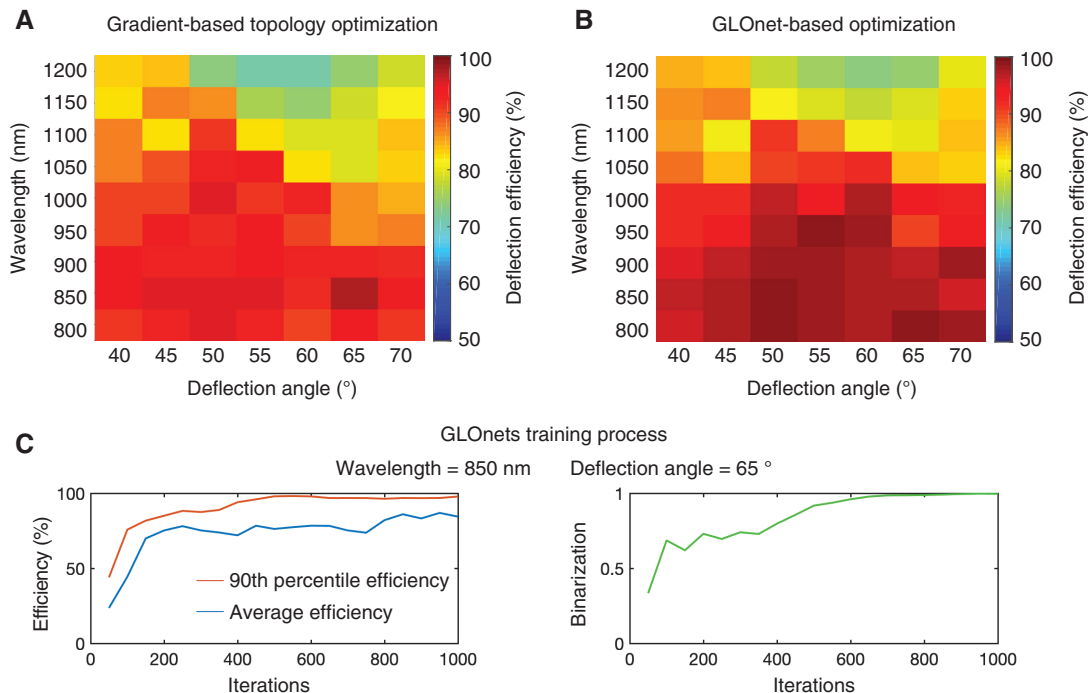 A
Gradient-based topology optimization
1200
1150
1100
1050
1000
950
900
850
800
Wavelength (nm)
40 45 50 55 60 65 70
Deflection angle (°)
100
90
80
70
60
50
Deflection efficiency (%)
B
GLOnet-based optimization
1200
1150
1100
1050
1000
950
900
850
800
Wavelength (nm)
40 45 50 55 60 65 70
Deflection angle (°)
100
90
80
70
60
50
Deflection efficiency (%)
C
GLOnets training process
Wavelength = 850 nm Deflection angle = 65 °
100
50
0
Efficiency (%)
90th percentile efficiency
Average efficiency
0 200 400 600 800 1000
Iterations
1
0.5
0
Binarization
0 200 400 600 800 1000
Iterations